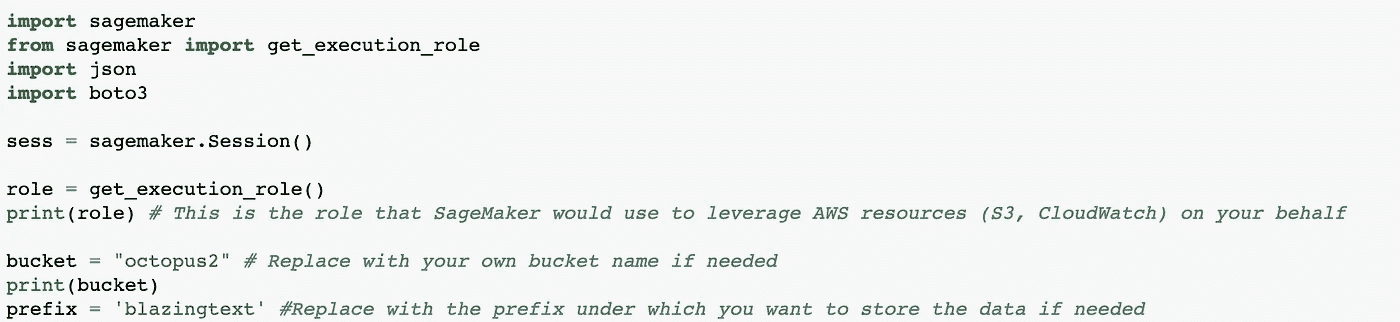 import sagemaker
from sagemaker import get_execution_role
import json
import boto3
sess = sagemaker.Session()
role = get_execution_role()
print(role) # This is the role that SageMaker would use to leverage AWS resources (S3, CloudWatch) on your behalf
bucket = "octopus2" # Replace with your own bucket name if needed
print(bucket)
prefix = 'blazingtext' #Replace with the prefix under which you want to store the data if needed